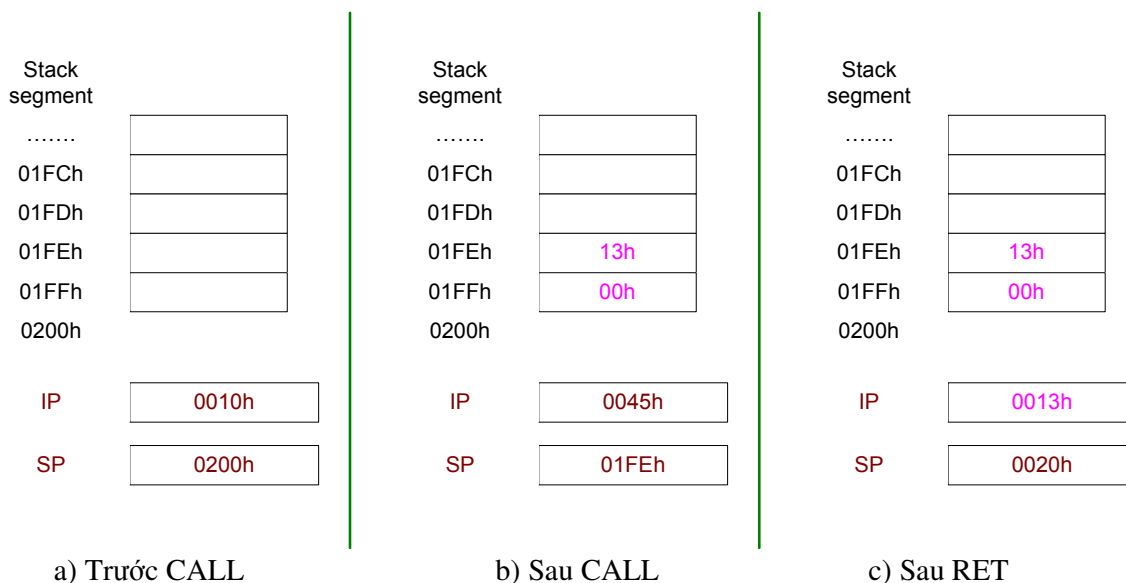 Stack
segment
…….
01FCh
01FDh
01FEh
01FFh
0200h
IP 0010h
SP 0200h
a) Trước CALL
Stack
segment
…….
01FCh
01FDh
01FEh 13h
01FFh 00h
0200h
IP 0045h
SP 01FEh
b) Sau CALL
Stack
segment
…….
01FCh
01FDh
01FEh 13h
01FFh 00h
0200h
IP 0013h
SP 0020h
c) Sau RET